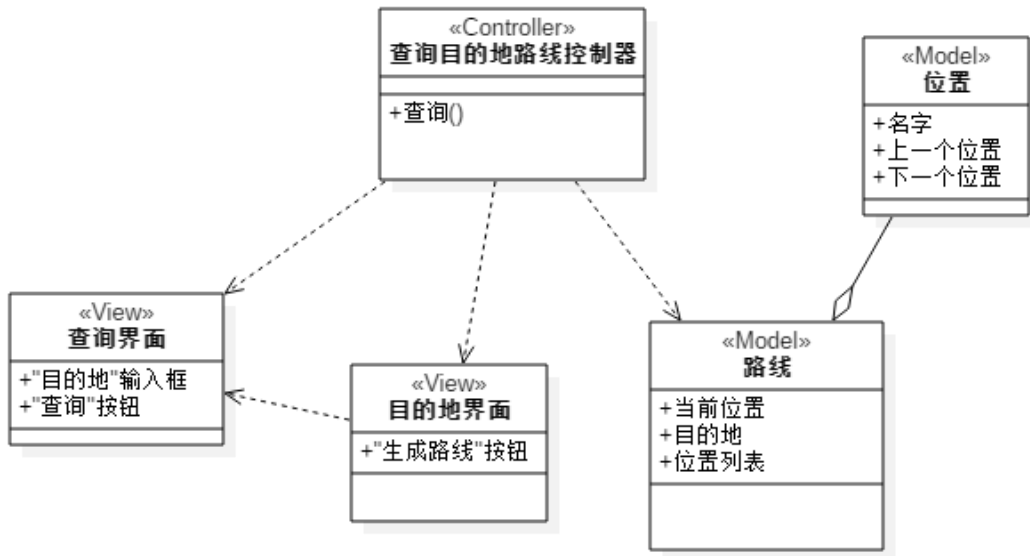 «Controller»
查询目的地路线控制器
+查询()
«Model»
位置
+名字
+上一个位置
+下一个位置
«View»
查询界面
+"目的地"输入框
+"查询"按钮
«View»
目的地界面
+"生成路线"按钮
«Model»
路线
+当前位置
+目的地
+位置列表